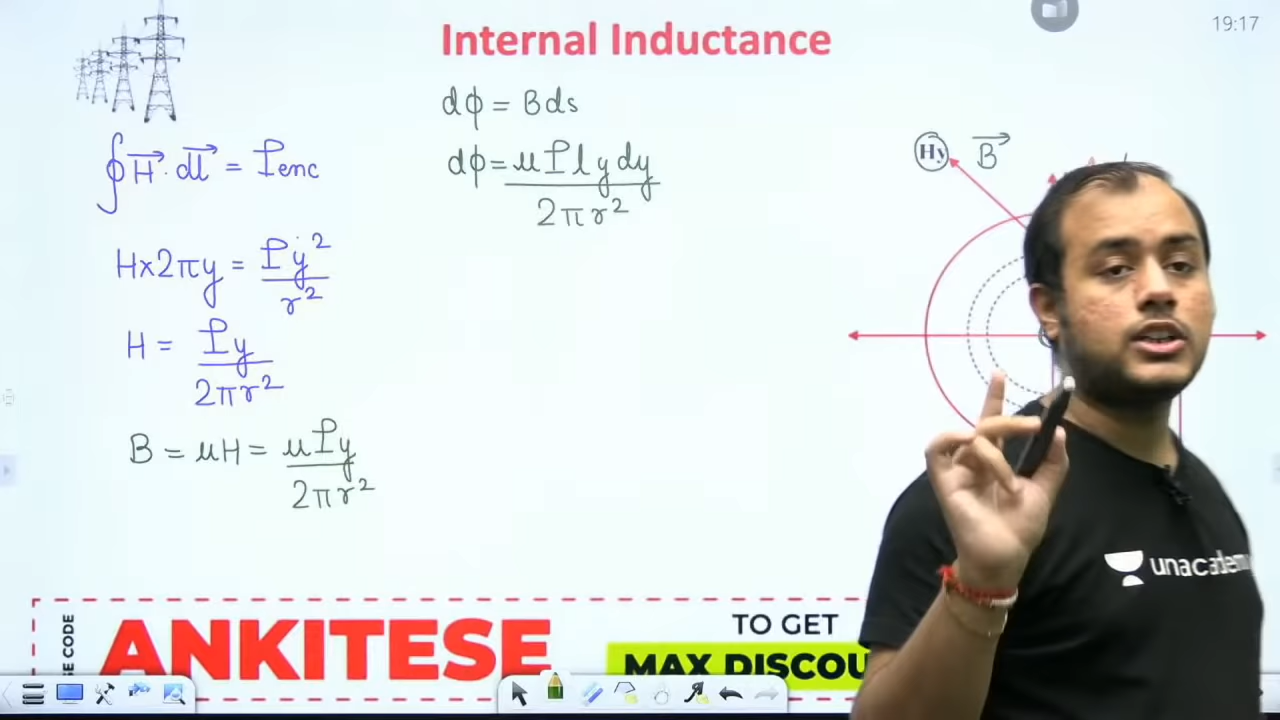 19:17
Internal Inductance
dϕ = Bds
∮H⃗·dl⃗ = Ienc
dϕ = μIlydy / 2πr²
Hy B⃗
H×2πy = Iy² / r²
H = Iy / 2πr²
B = μH = μIy / 2πr²
unacadem
ANKITESE
TO GET
MAX DISCOU